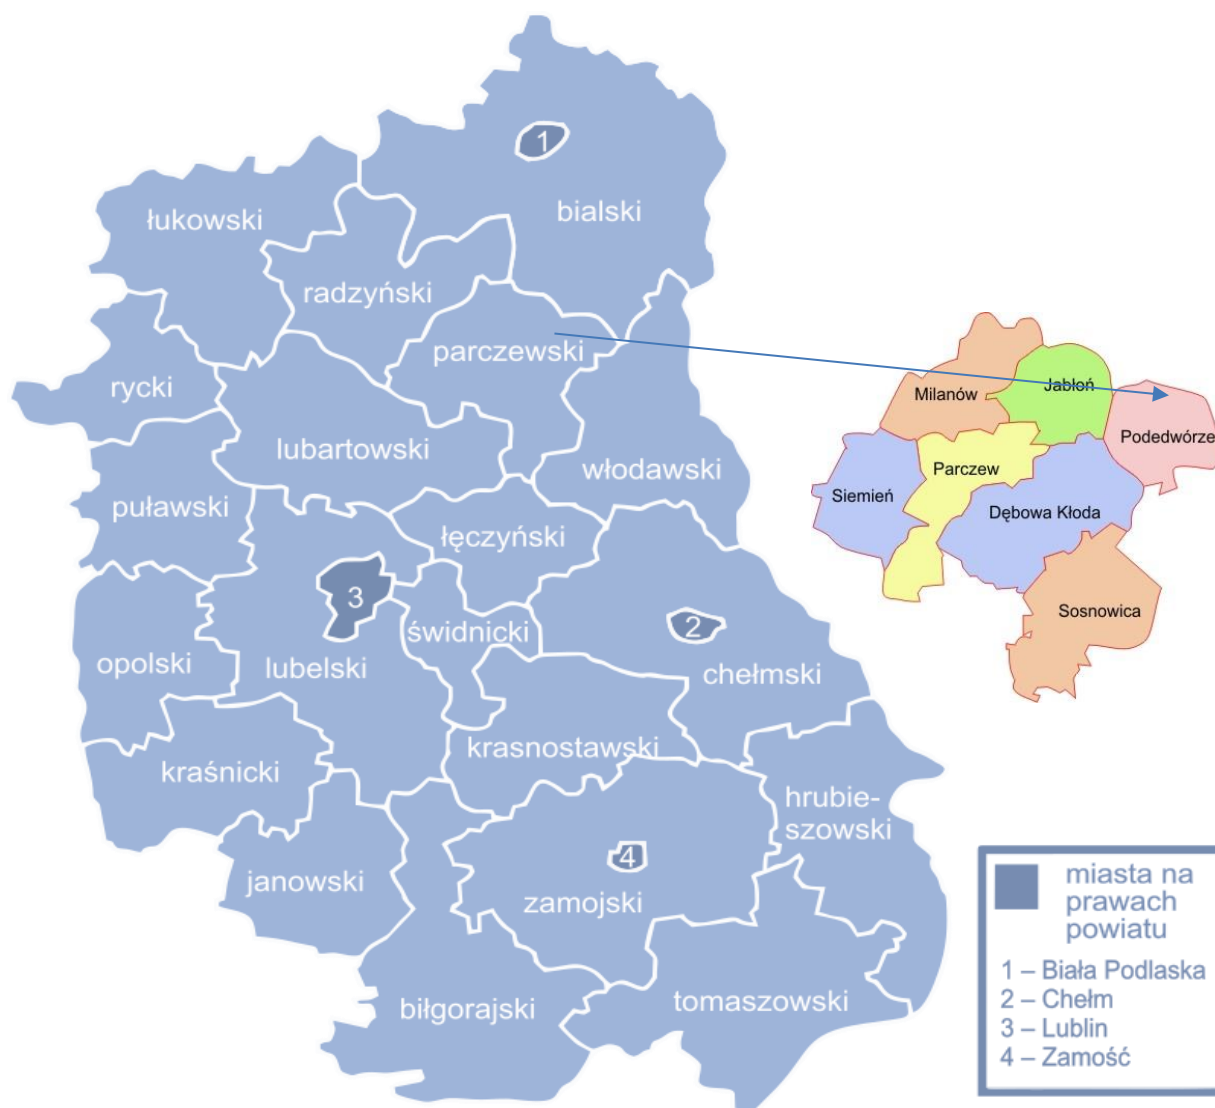 1
łukowski
bialski
radzyński
parczewski
rycki
lubartowski
włodawski
puławski
łęczyński
3
2
świdnicki
opolski
lubelski
chełmski
krasnostawski
kraśnicki
hrubie-
szowski
4
janowski
zamojski
biłgorajski
tomaszowski
Jabłoń
Milanów
Podedwórze
Parczew
Siemień
Dębowa Kłoda
Sosnowica
miasta na
prawach
powiatu
1 – Biała Podlaska
2 – Chełm
3 – Lublin
4 – Zamość